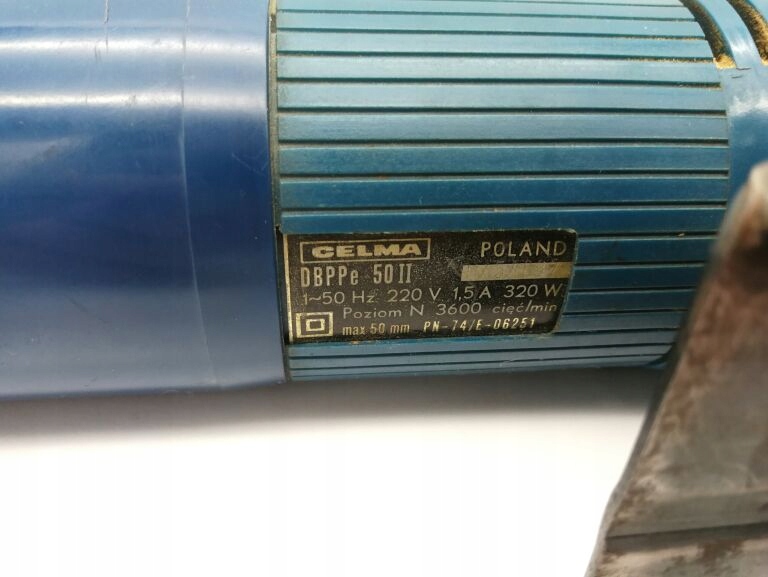 CELMA POLAND
DBPPe 50 II
1~50 Hz 220 V 1,5 A 320 W
Poziom N 3600 cięć/min
max 50 mm PN-74/E-06251